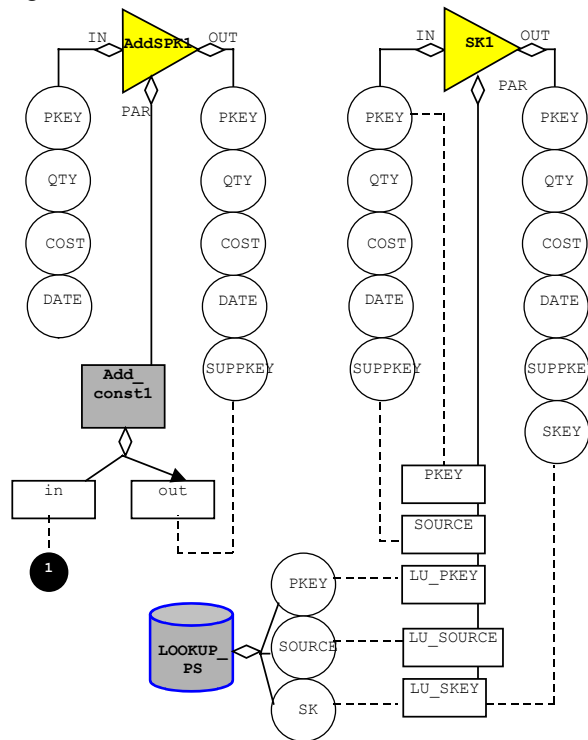 IN
AddSPK1
OUT
PAR
PKEY
QTY
COST
DATE
PKEY
QTY
COST
DATE
SUPPKEY
Add_
const1
in
out
1
IN
SK1
OUT
PAR
PKEY
QTY
COST
DATE
SUPPKEY
PKEY
QTY
COST
DATE
SUPPKE
SKEY
PKEY
SOURCE
LU_PKEY
LU_SOURCE
LU_SKEY
LOOKUP_
PS
PKEY
SOURCE
SK